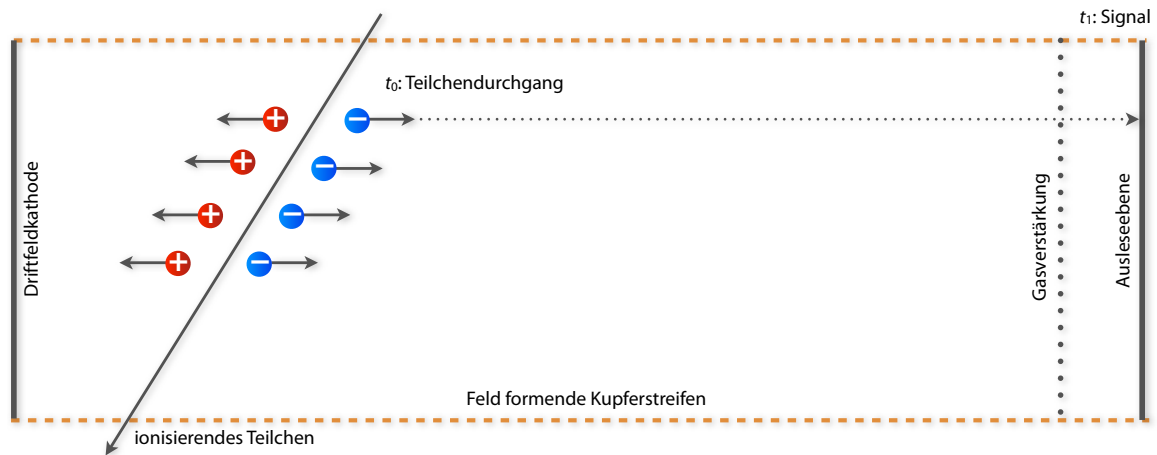 t₁: Signal
t₀: Teilchendurchgang
+ −
+ −
+ −
+ −
Driftfeldkathode
Gasverstärkung
Ausleseebene
Feld formende Kupferstreifen
ionisierendes Teilchen